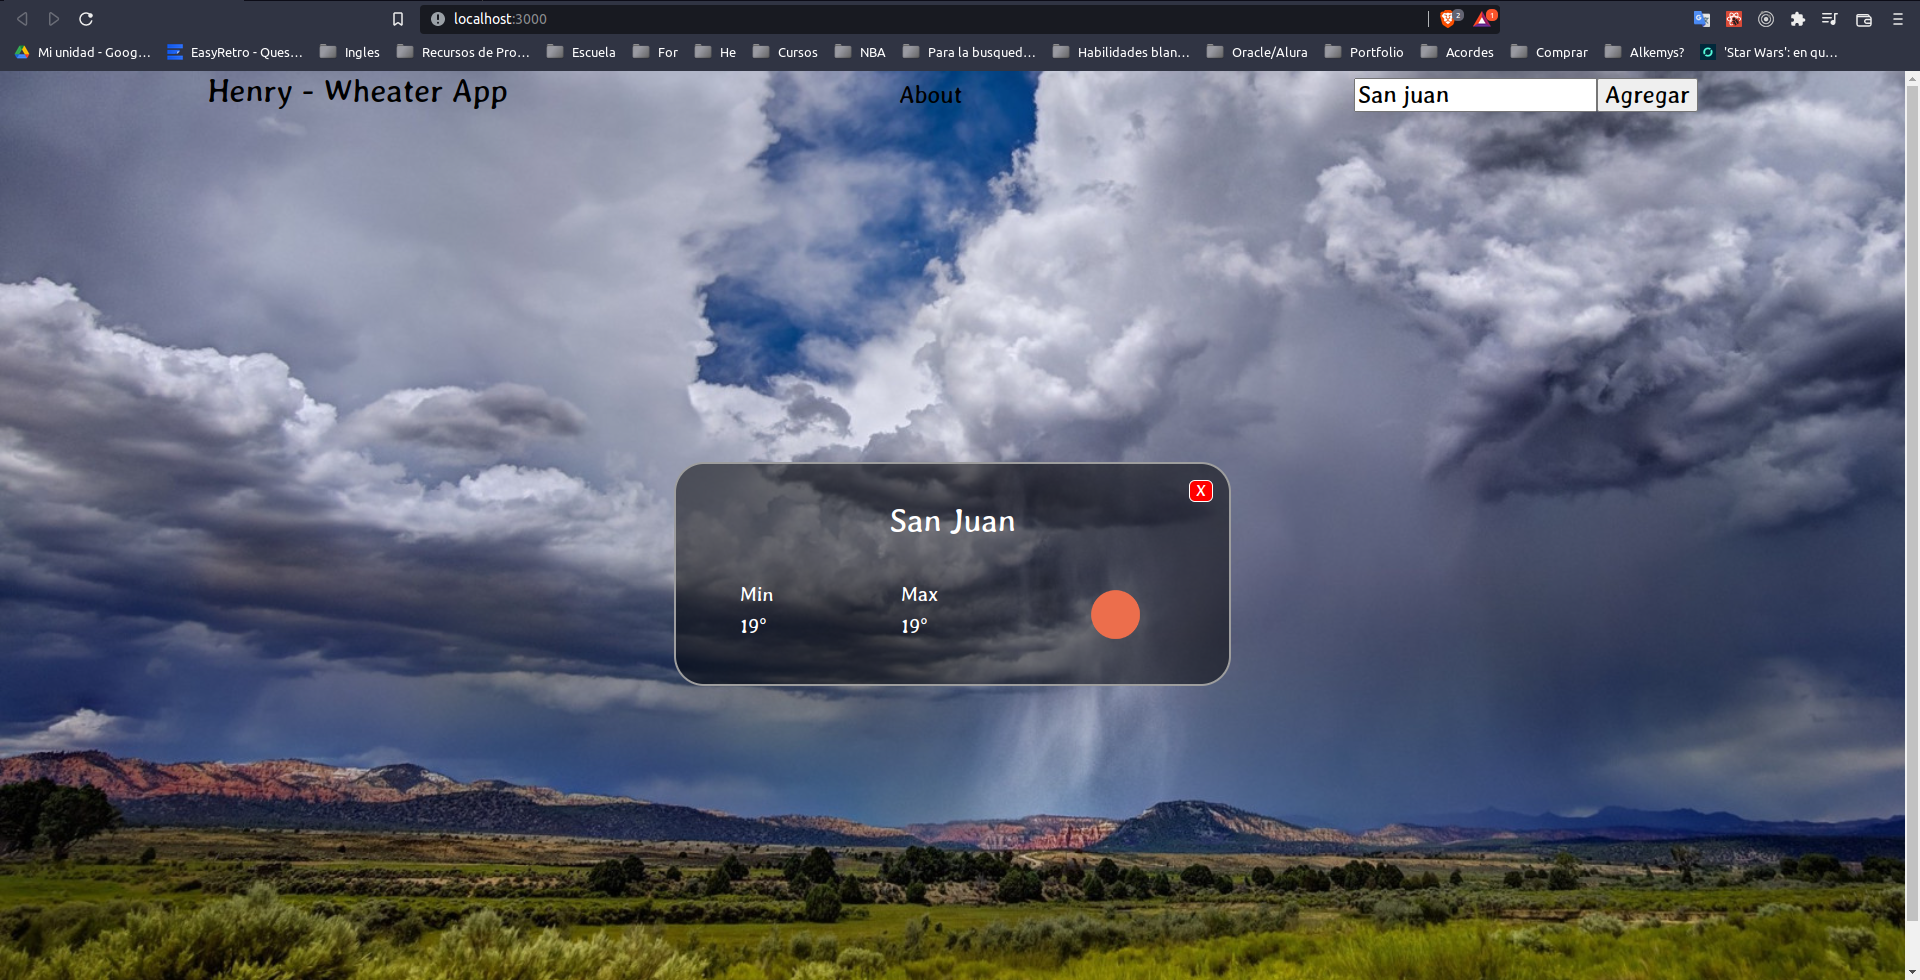 localhost:3000
2
1
Mi unidad - Goog...
EasyRetro - Ques...
Ingles
Recursos de Pro...
Escuela
For
He
Cursos
NBA
Para la busqued...
Habilidades blan...
Oracle/Alura
Portfolio
Acordes
Comprar
Alkemys?
'Star Wars': en qu...
Henry - Wheater App
About
San juan
Agregar
X
San Juan
Min
Max
19°
19°